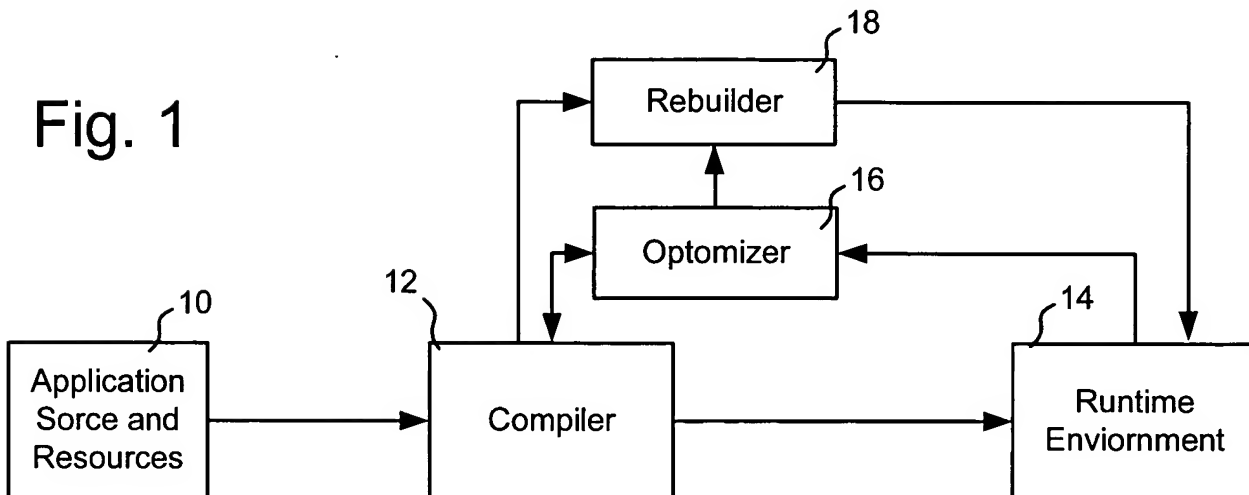 Fig. 1
18
Rebuilder
16
Optomizer
12
10
14
Application
Sorce and
Resources
Compiler
Runtime
Enviornment